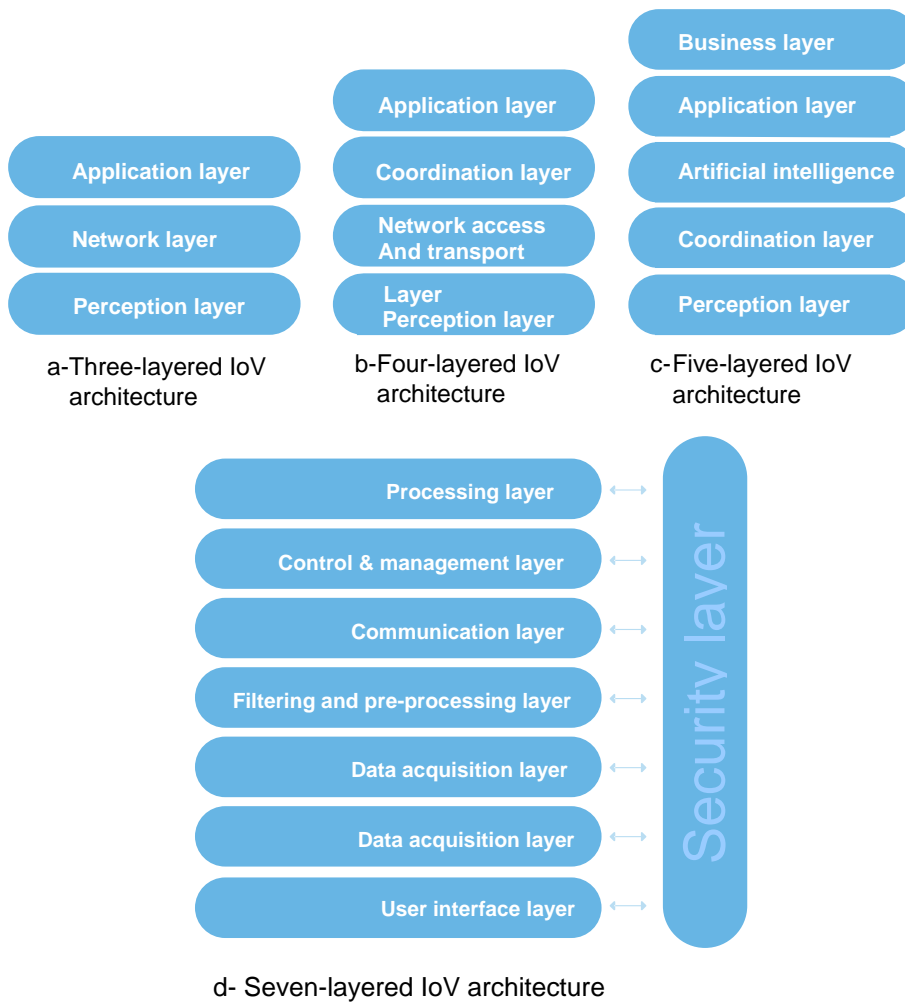 Application layer
Network layer
Perception layer
a-Three-layered IoV
architecture
Application layer
Coordination layer
Network access
And transport
Layer
Perception layer
b-Four-layered IoV
architecture
Business layer
Application layer
Artificial intelligence
Coordination layer
Perception layer
c-Five-layered IoV
architecture
Processing layer
Control & management layer
Communication layer
Filtering and pre-processing layer
Data acquisition layer
Data acquisition layer
User interface layer
Security layer
d- Seven-layered IoV architecture